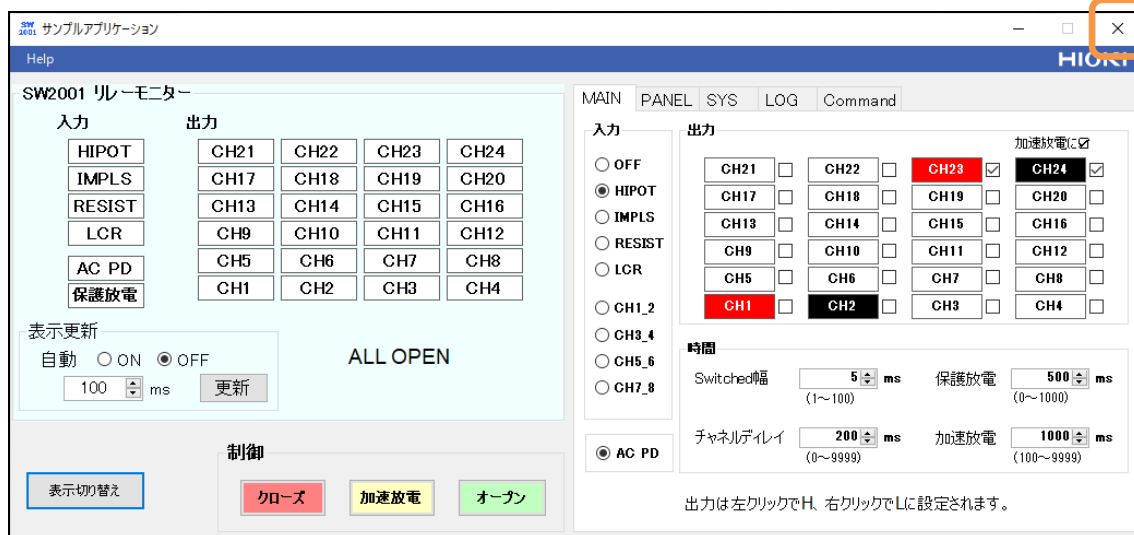 SW2001 サンプルアプリケーション
Help HIOKI
SW2001 リレーモニター
入力 出力
HIPOT CH21 CH22 CH23 CH24
IMPLS CH17 CH18 CH19 CH20
RESIST CH13 CH14 CH15 CH16
LCR CH9 CH10 CH11 CH12
AC PD CH5 CH6 CH7 CH8
保護放電 CH1 CH2 CH3 CH4
表示更新
自動 ON OFF
100 ms 更新
ALL OPEN
表示切り替え
制御
クローズ 加速放電 オープン
MAIN PANEL SYS LOG Command
入力
OFF
HIPOT
IMPLS
RESIST
LCR
CH1_2
CH3_4
CH5_6
CH7_8
AC PD
出力
加速放電に☑
CH21 CH22 CH23 CH24
CH17 CH18 CH19 CH20
CH13 CH14 CH15 CH16
CH9 CH10 CH11 CH12
CH5 CH6 CH7 CH8
CH1 CH2 CH3 CH4
時間
Switched幅 5 ms 保護放電 500 ms
(1～100) (0～1000)
チャネルディレイ 200 ms 加速放電 1000 ms
(0～9999) (100～9999)
出力は左クリックでH、右クリックでLに設定されます。